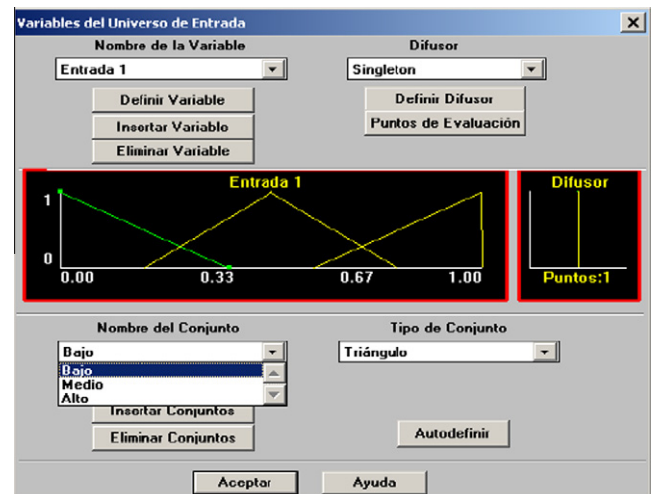 Variables del Universo de Entrada
Nombre de la Variable
Difusor
Entrada 1
Singleton
Definir Variable
Definir Difusor
Insertar Variable
Puntos de Evaluación
Eliminar Variable
Entrada 1
Difusor
1
0
0.00 0.33 0.67 1.00
Puntos:1
Nombre del Conjunto
Tipo de Conjunto
Bajo
Triángulo
Bajo
Medio
Alto
Insertar Conjuntos
Eliminar Conjuntos
Autodefinir
Aceptar
Ayuda